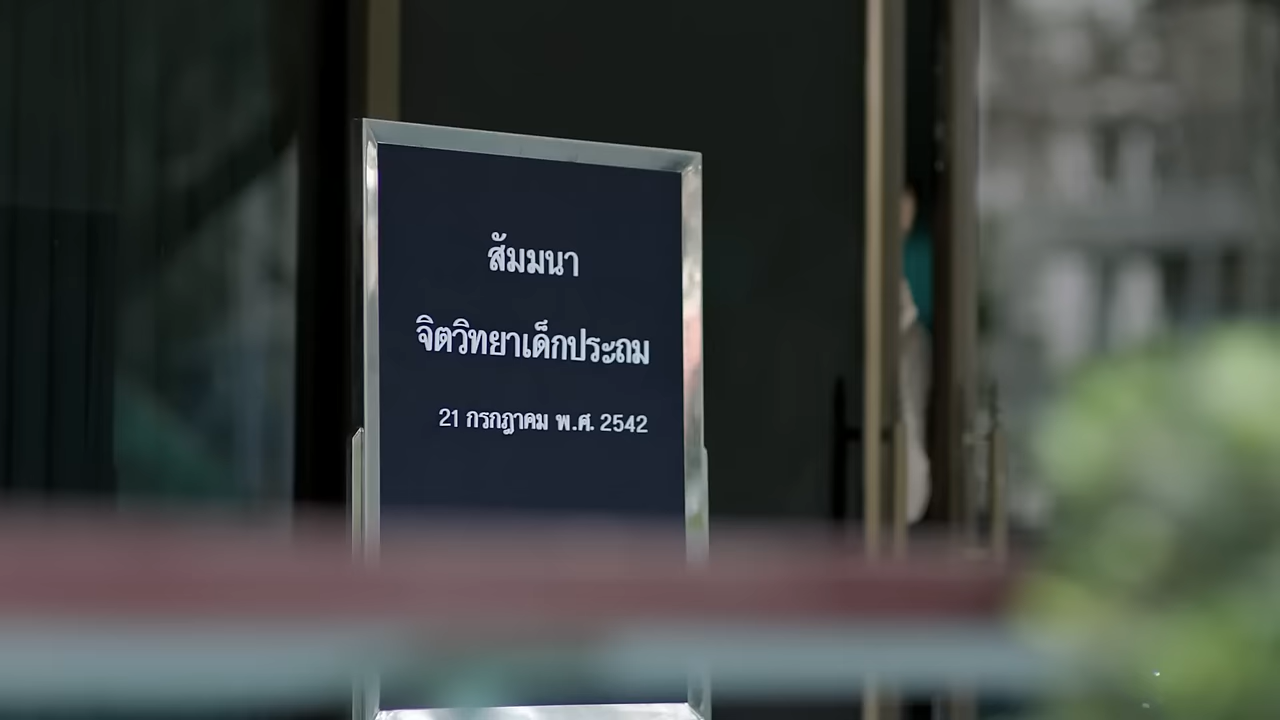 สัมมนา
จิตวิทยาเด็กประถม
21 กรกฎาคม พ.ศ. 2542